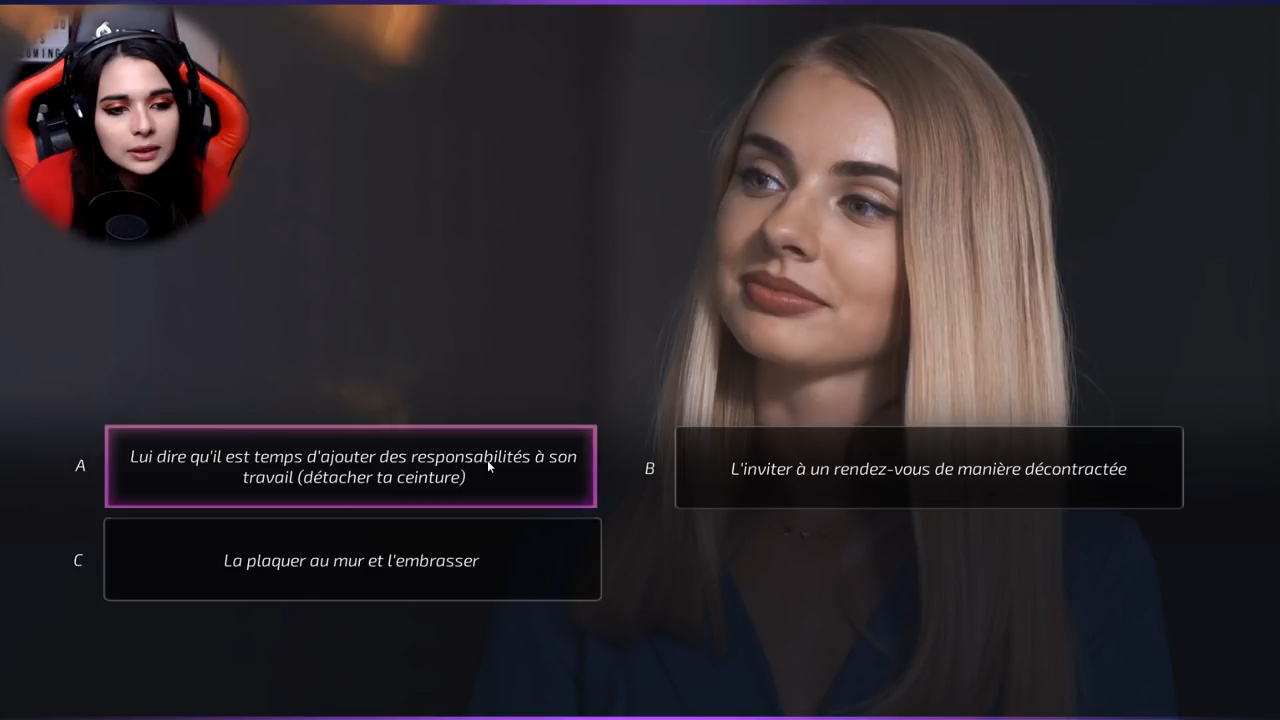 OMING
A
Lui dire qu'il est temps d'ajouter des responsabilités à son
travail (détacher ta ceinture)
B
L'inviter à un rendez-vous de manière décontractée
C
La plaquer au mur et l'embrasser